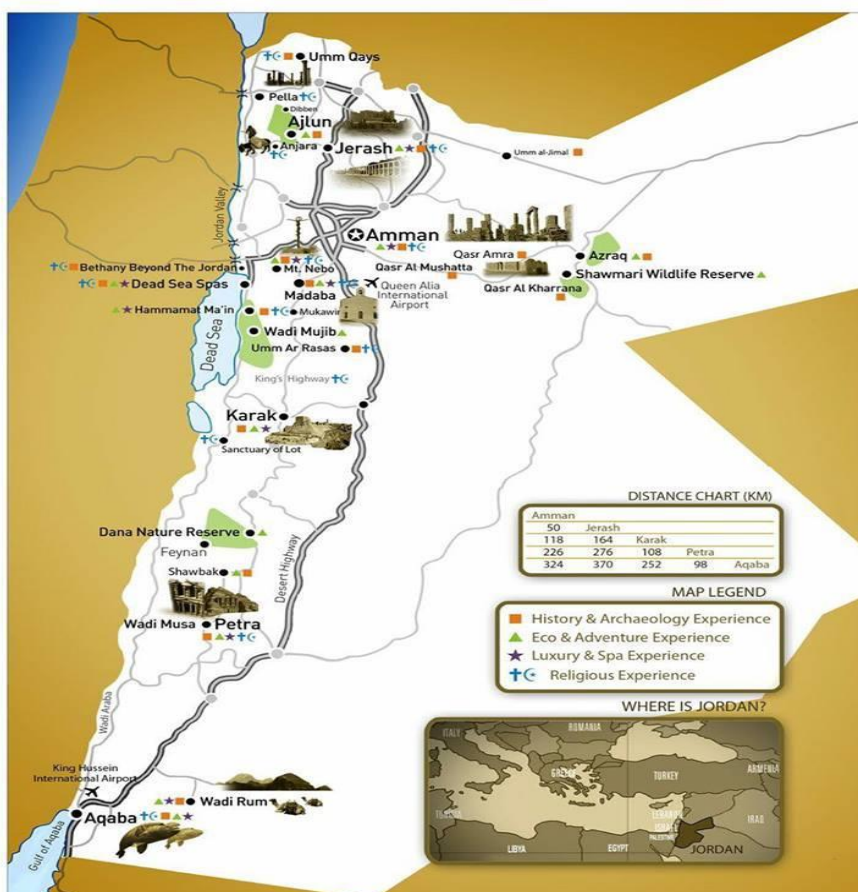 Umm Qays
Pella
Dibben
Ajlun
Anjara
Jerash
Umm al-Jimal
Jordan Valley
Amman
Qasr Amra
Azraq
Qasr Al Mushatta
Shawmari Wildlife Reserve
Qasr Al Kharrana
Bethany Beyond The Jordan
Mt. Nebo
Dead Sea Spas
Madaba
Queen Alia
International
Airport
Hammamat Ma'in
Mukawir
Dead Sea
Wadi Mujib
Umm Ar Rasas
King's Highway
Karak
Sanctuary of Lot
Dana Nature Reserve
Feynan
Desert Highway
Shawbak
Wadi Musa
Petra
Wadi Araba
King Hussein
International Airport
Wadi Rum
Aqaba
Gulf of Aqaba
DISTANCE CHART (KM)
Amman
50 Jerash
118 164 Karak
226 276 108 Petra
324 370 252 98 Aqaba
MAP LEGEND
History & Archaeology Experience
Eco & Adventure Experience
Luxury & Spa Experience
Religious Experience
WHERE IS JORDAN?
ITALY
ROMANIA
GREECE
TURKEY
ARMENIA
TUNISIA
LEBANON
ISRAEL
PALESTINE
IRAQ
LIBYA
EGYPT
JORDAN